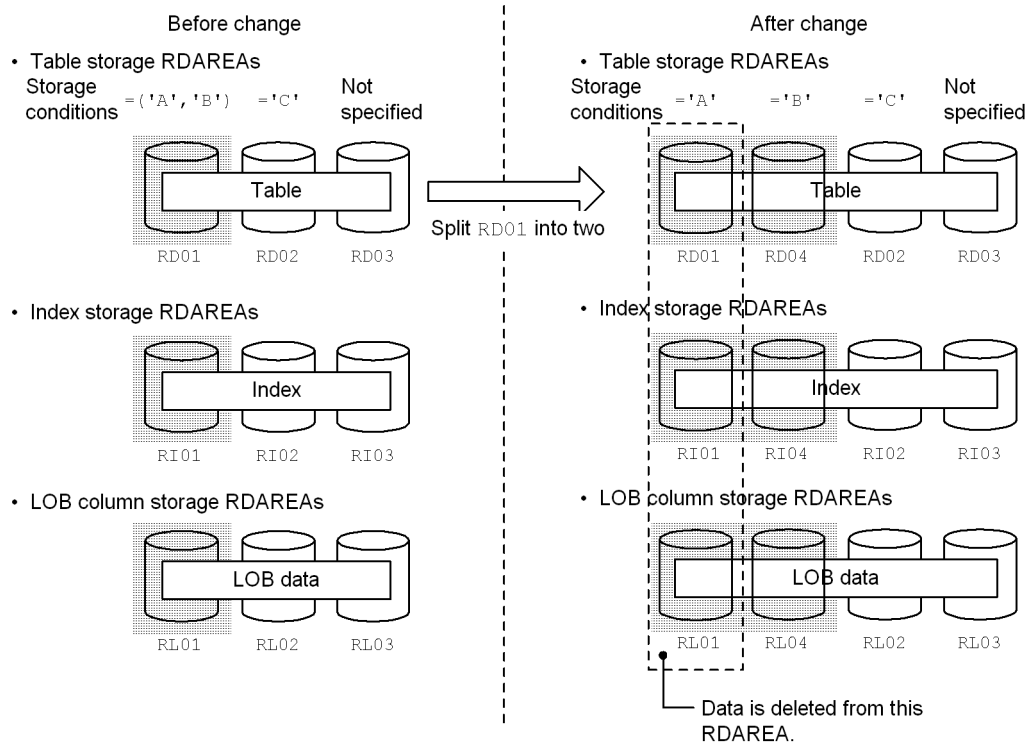 Before change
After change
• Table storage RDAREAs
Storage conditions
=('A','B')
='C'
Not specified
Table
RD01
RD02
RD03
• Index storage RDAREAs
Index
RI01
RI02
RI03
• LOB column storage RDAREAs
LOB data
RL01
RL02
RL03
Split RD01 into two
• Table storage RDAREAs
Storage conditions
='A'
='B'
='C'
Not specified
Table
RD01
RD04
RD02
RD03
• Index storage RDAREAs
Index
RI01
RI04
RI02
RI03
• LOB column storage RDAREAs
LOB data
RL01
RL04
RL02
RL03
Data is deleted from this
RDAREA.